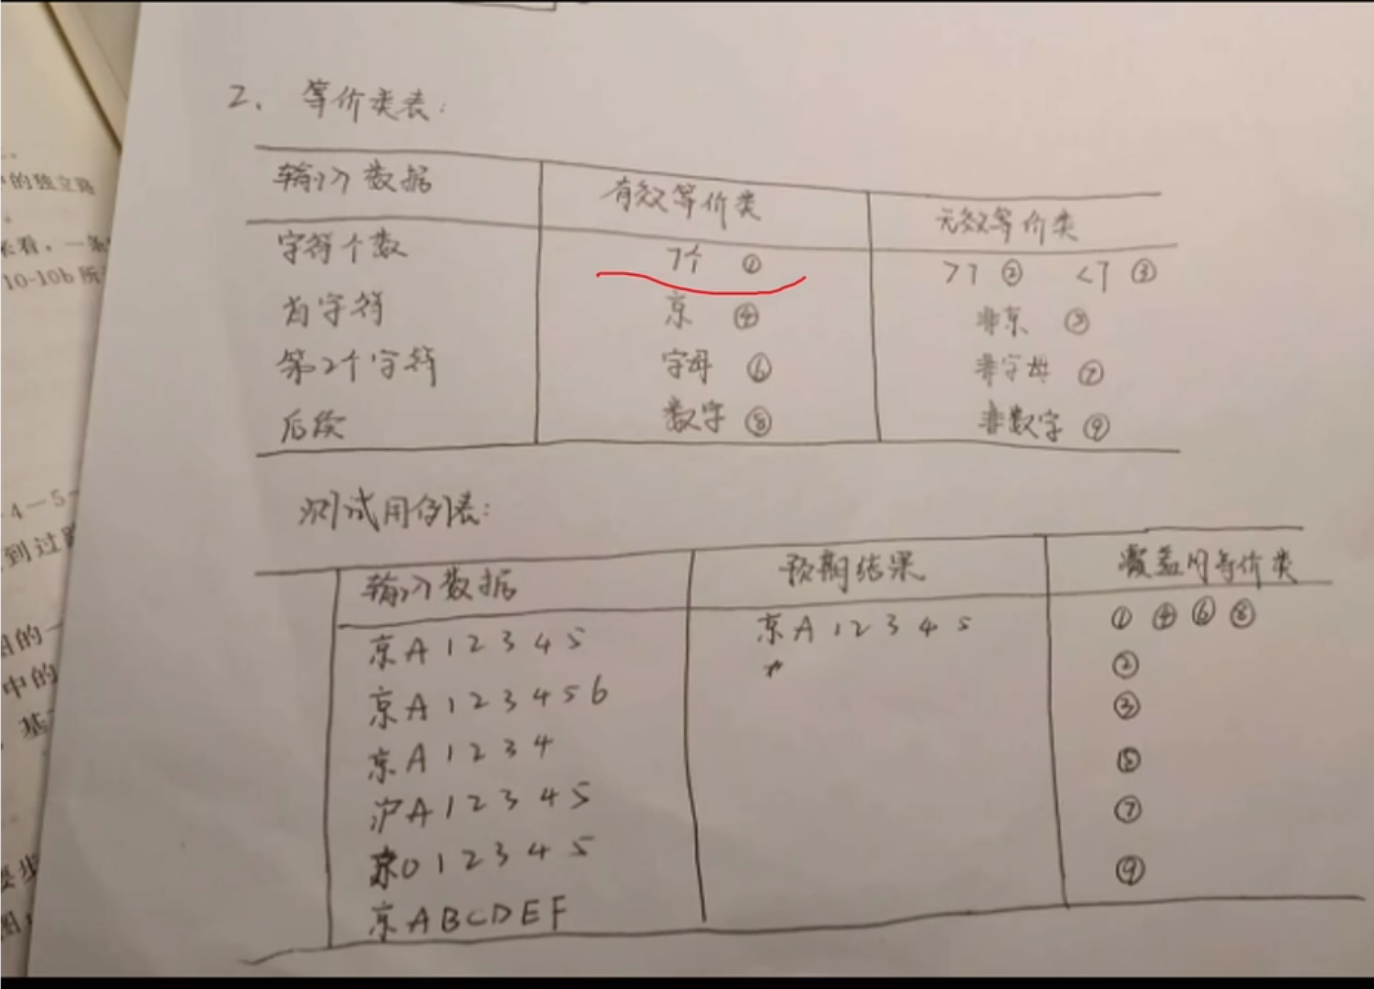 中的独立路
来看，一条
10-10b 所
4－5－
到过
图的一
中的
基
2、等价类表：
输入数据 有效等价类 无效等价类
字符个数 7个 ① >7 ② <7 ③
首字符 京 ④ 非京 ⑤
第2个字符 字母 ⑥ 非字母 ⑦
后续 数字 ⑧ 非数字 ⑨
测试用例表：
输入数据 预期结果 覆盖的等价类
京A12345 京A12345 ① ④ ⑥ ⑧
京A123456 ②
京A1234 ③
沪A12345 ⑤
京012345 ⑦
京ABCDEF ⑨